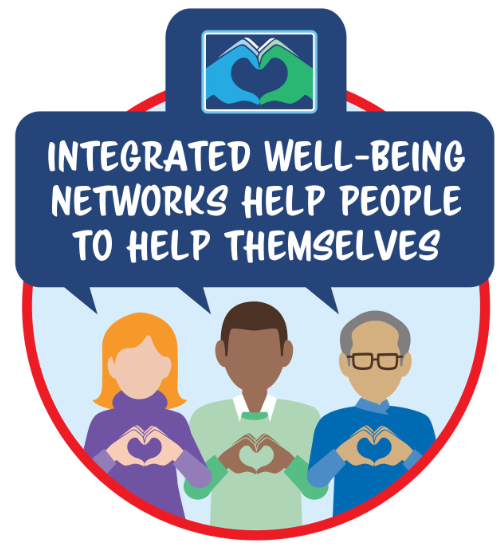 INTEGRATED WELL-BEING
NETWORKS HELP PEOPLE
TO HELP THEMSELVES